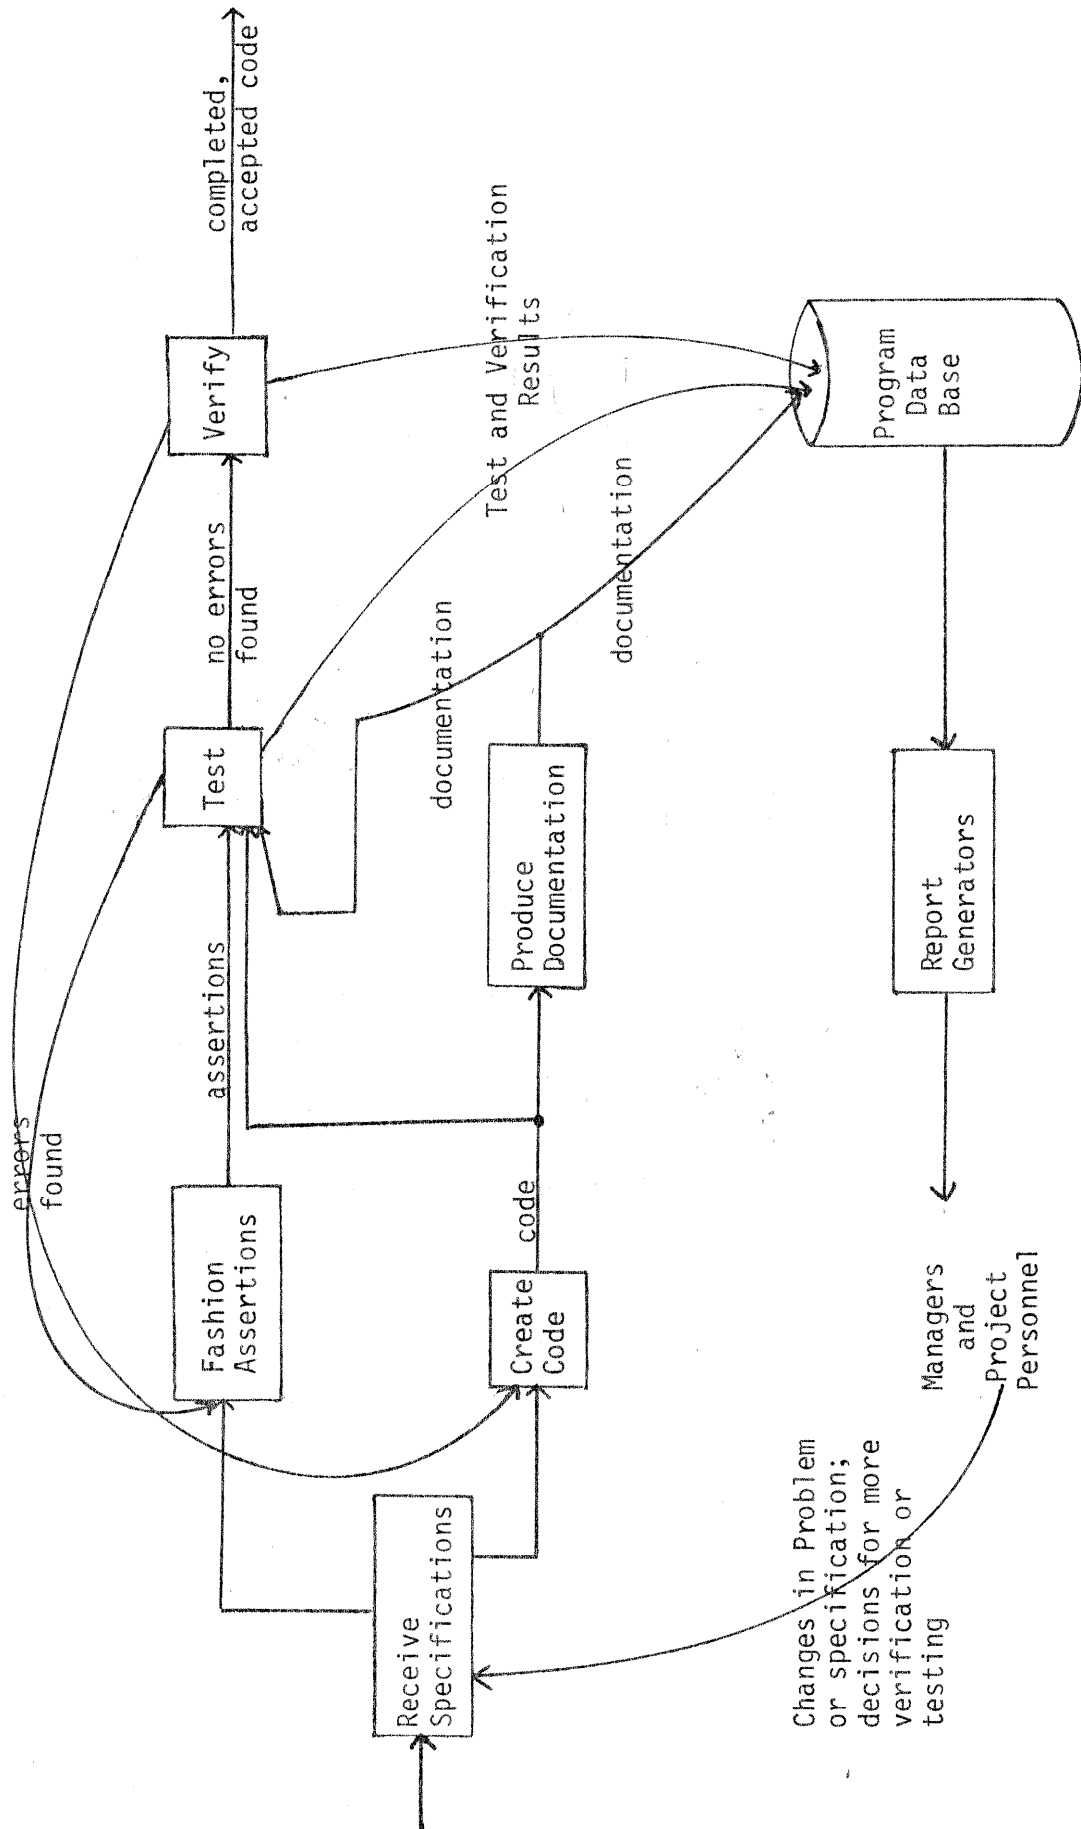 completed,
accepted code
Verify
no errors
found
Test
errors
found
assertions
Fashion
Assertions
Test and Verification
Results
documentation
documentation
Produce
Documentation
code
Create
Code
Receive
Specifications
Program
Data
Base
Report
Generators
Managers
and
Project
Personnel
Changes in Problem
or specification;
decisions for more
verification or
testing